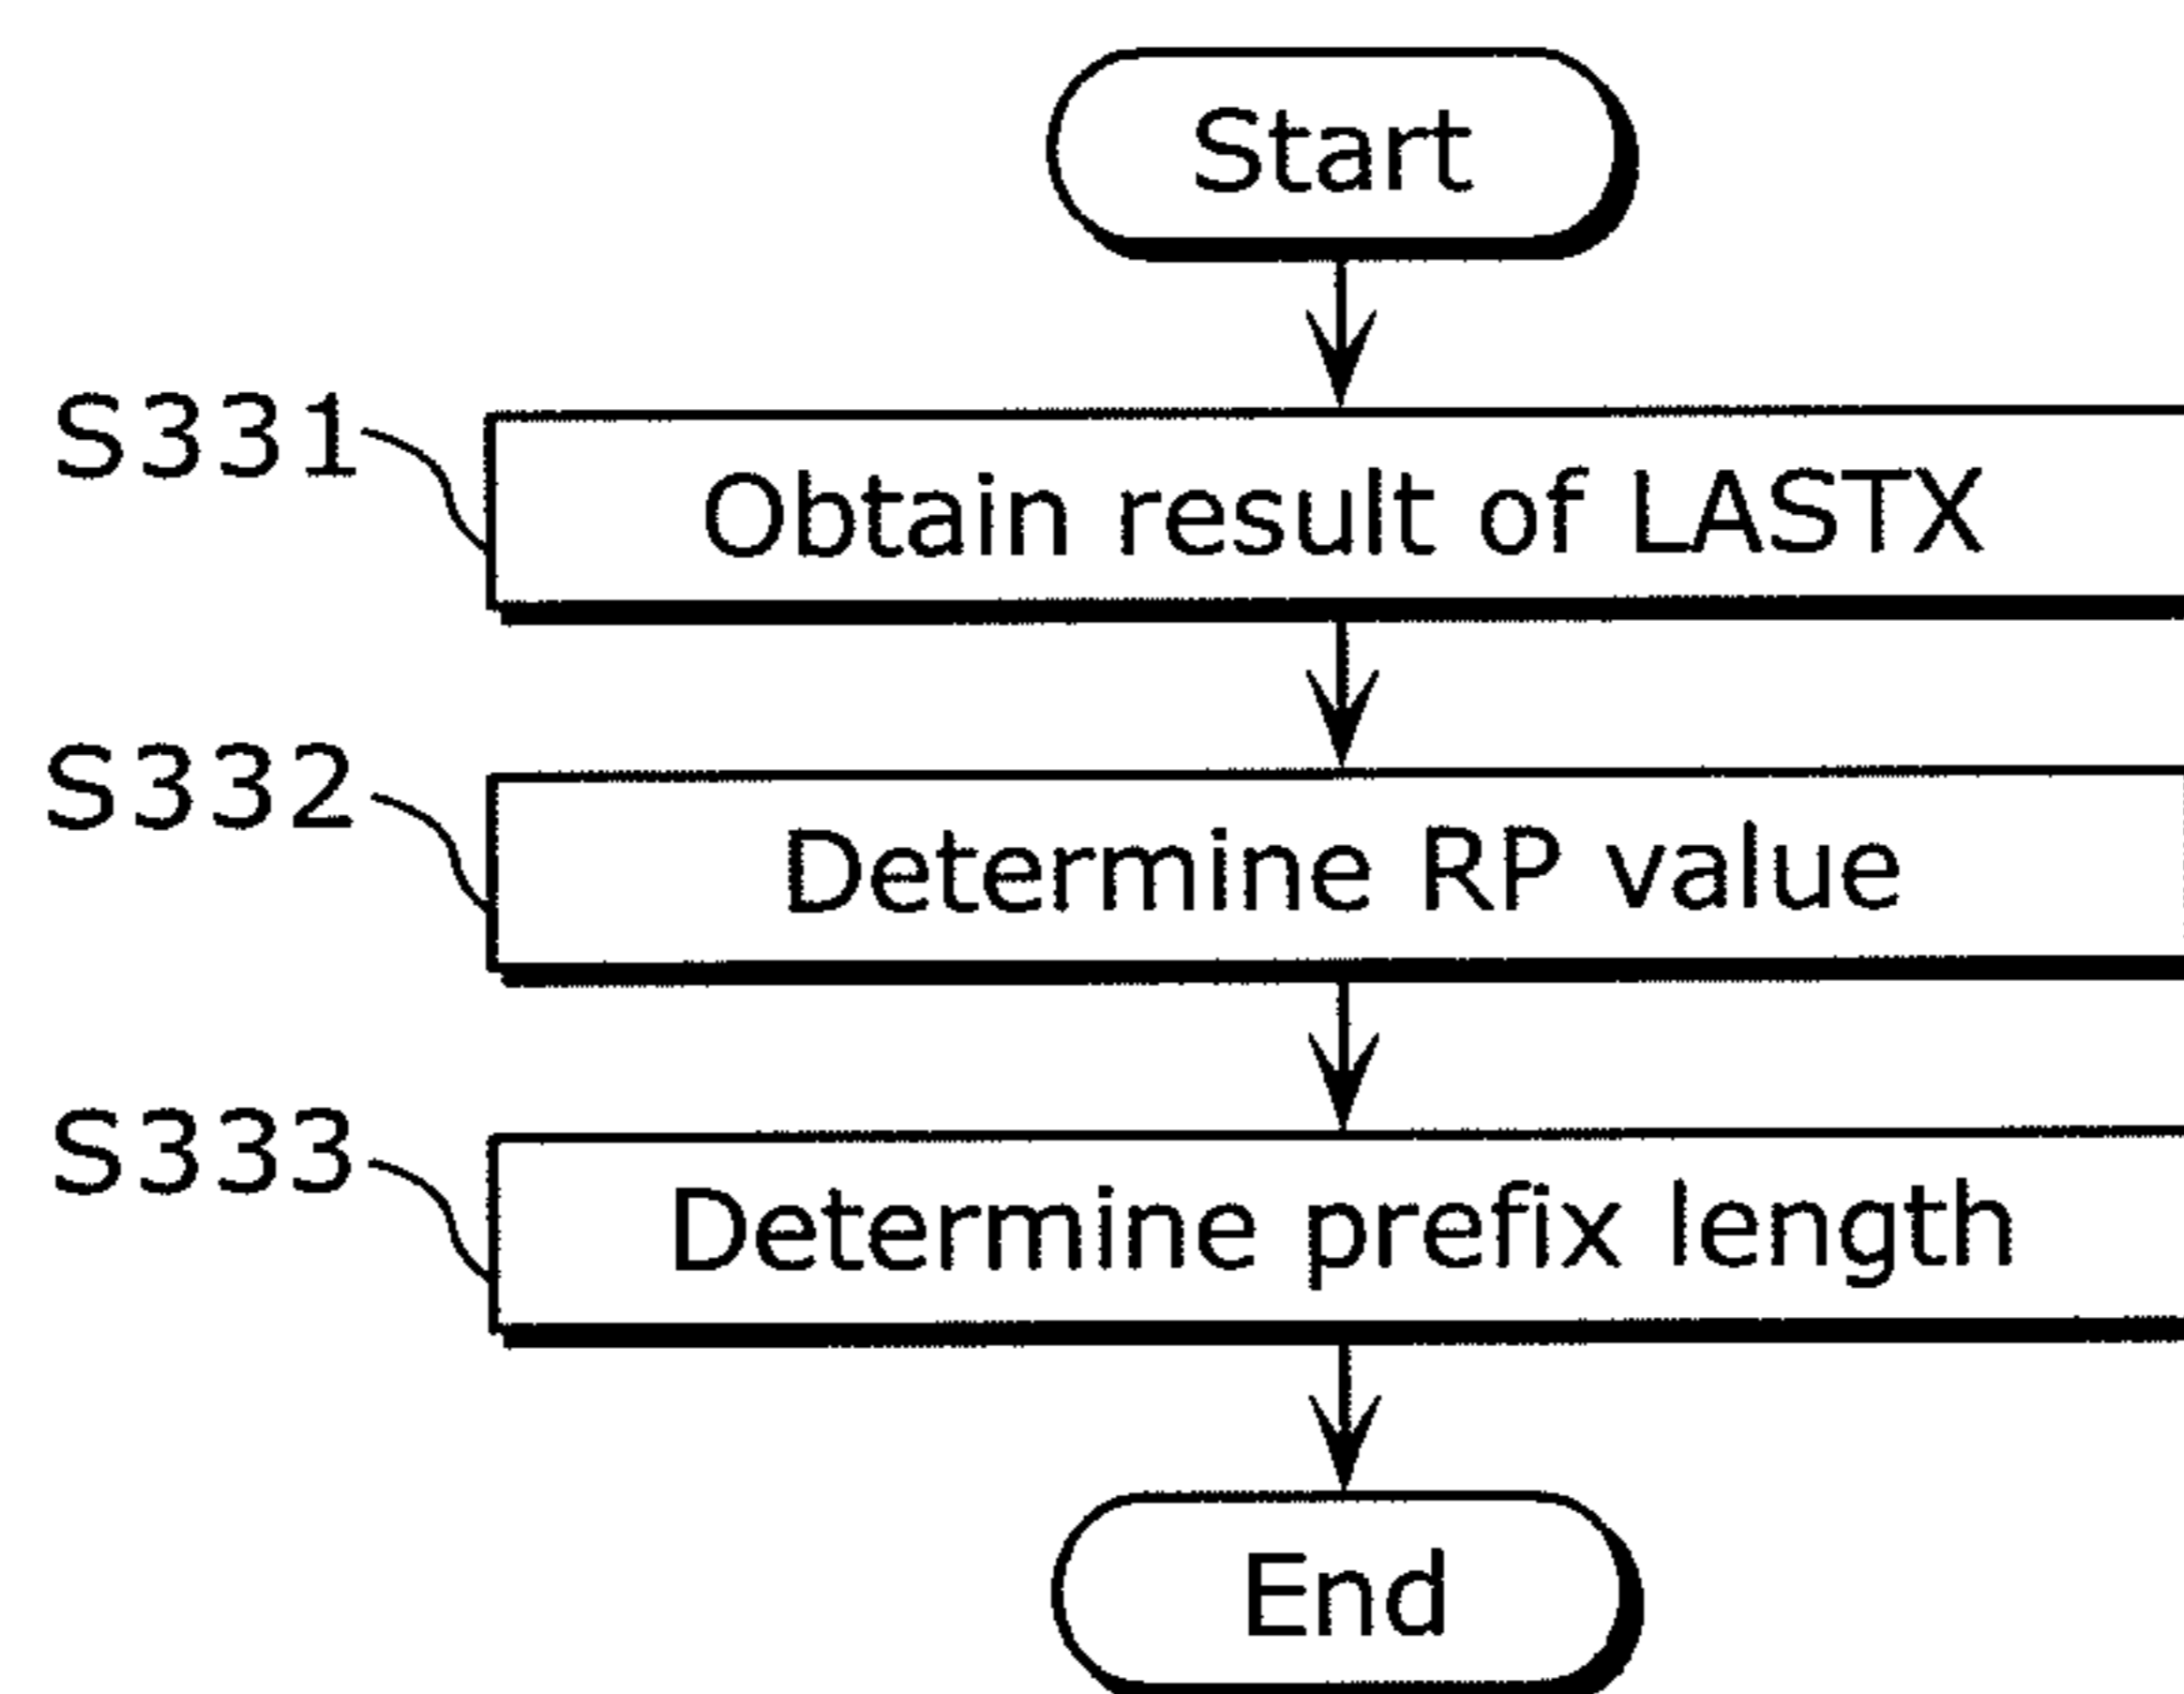 Start
S331
Obtain result of LASTX
S332
Determine RP value
S333
Determine prefix length
End